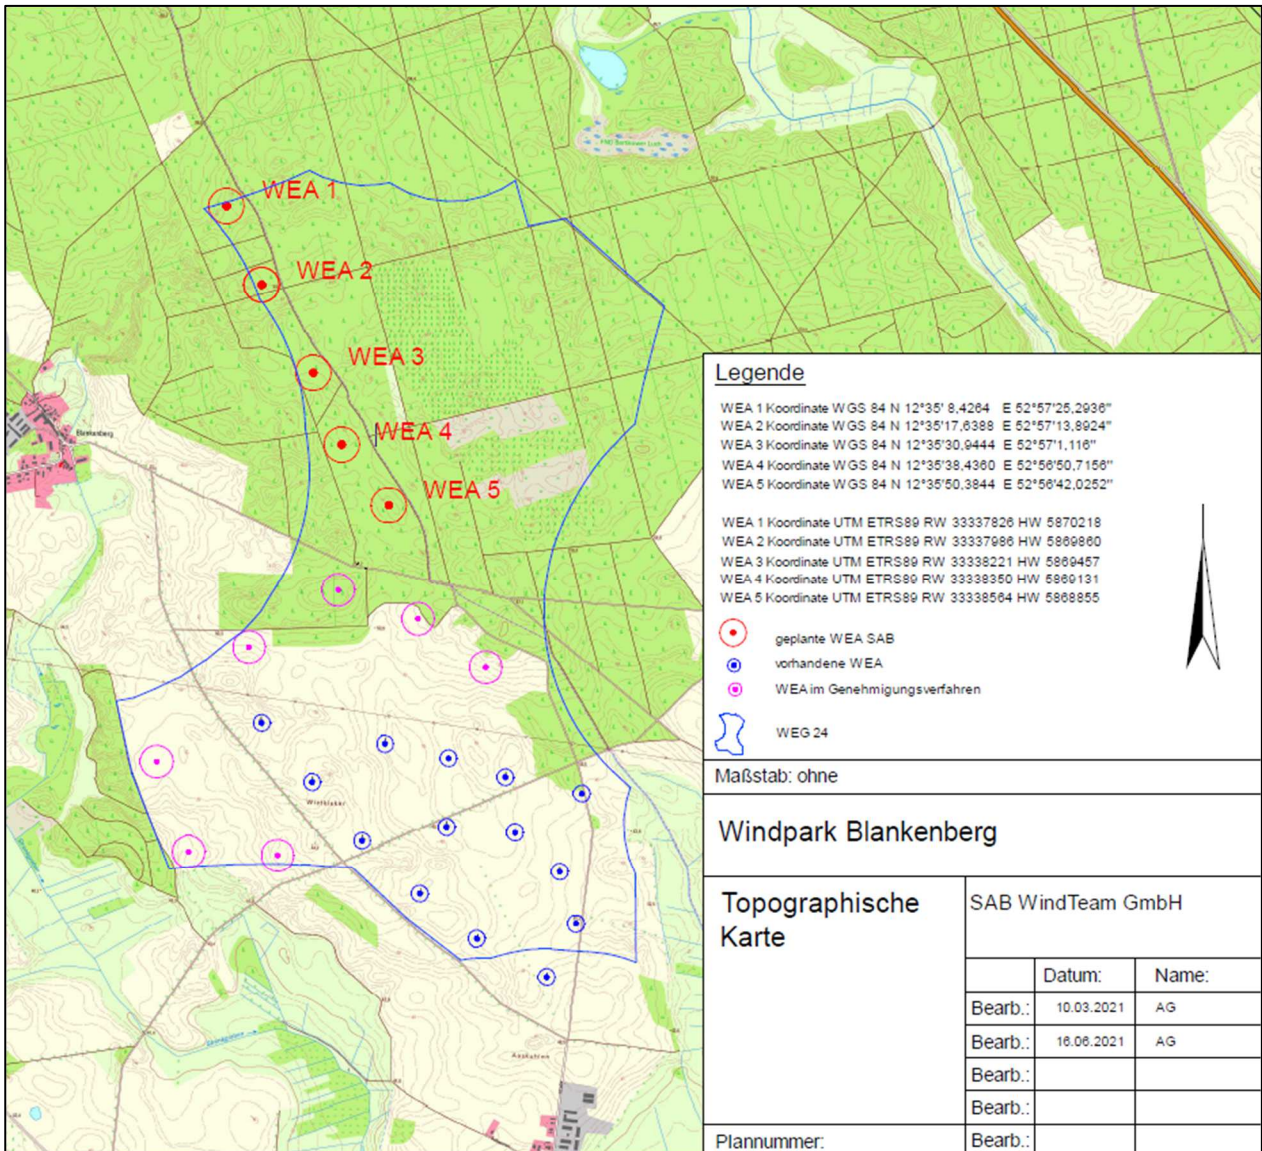 FND Bantikower Luch
WEA 1
WEA 2
WEA 3
WEA 4
WEA 5
Blankenberg
Legende
WEA 1 Koordinate WGS 84 N 12°35' 8,4264 E 52°57'25,2936"
WEA 2 Koordinate WGS 84 N 12°35'17,6388 E 52°57'13,8924"
WEA 3 Koordinate WGS 84 N 12°35'30,9444 E 52°57'1,116"
WEA 4 Koordinate WGS 84 N 12°35'38,4360 E 52°56'50,7156"
WEA 5 Koordinate WGS 84 N 12°35'50,3844 E 52°56'42,0252"
WEA 1 Koordinate UTM ETRS89 RW 33337826 HW 5870218
WEA 2 Koordinate UTM ETRS89 RW 33337986 HW 5869860
WEA 3 Koordinate UTM ETRS89 RW 33338221 HW 5869457
WEA 4 Koordinate UTM ETRS89 RW 33338350 HW 5869131
WEA 5 Koordinate UTM ETRS89 RW 33338564 HW 5868855
geplante WEA SAB
vorhandene WEA
WEA im Genehmigungsverfahren
WEG 24
Maßstab: ohne
Windpark Blankenberg
Topographische
Karte
SAB WindTeam GmbH
Datum: Name:
Bearb.: 10.03.2021 AG
Bearb.: 16.06.2021 AG
Bearb.:
Bearb.:
Plannummer: Bearb.: